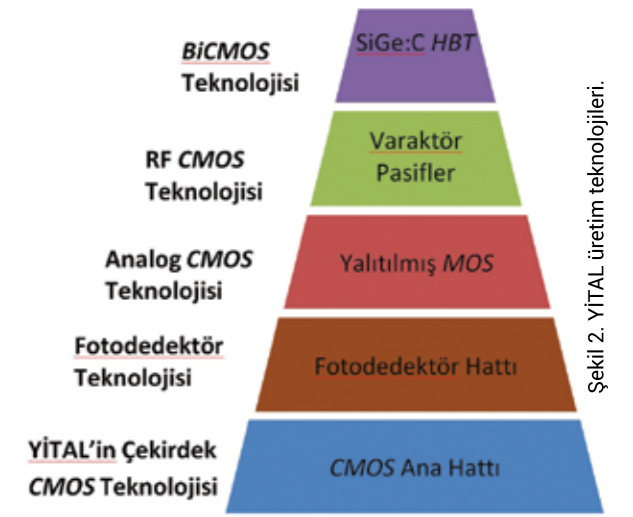 BiCMOS
Teknolojisi
SiGe:C HBT
RF CMOS
Teknolojisi
Varaktör
Pasifler
Analog CMOS
Teknolojisi
Yalıtılmış MOS
Fotodedektör
Teknolojisi
Fotodedektör Hattı
YİTAL’in Çekirdek
CMOS Teknolojisi
CMOS Ana Hattı
Şekil 2. YİTAL üretim teknolojileri.